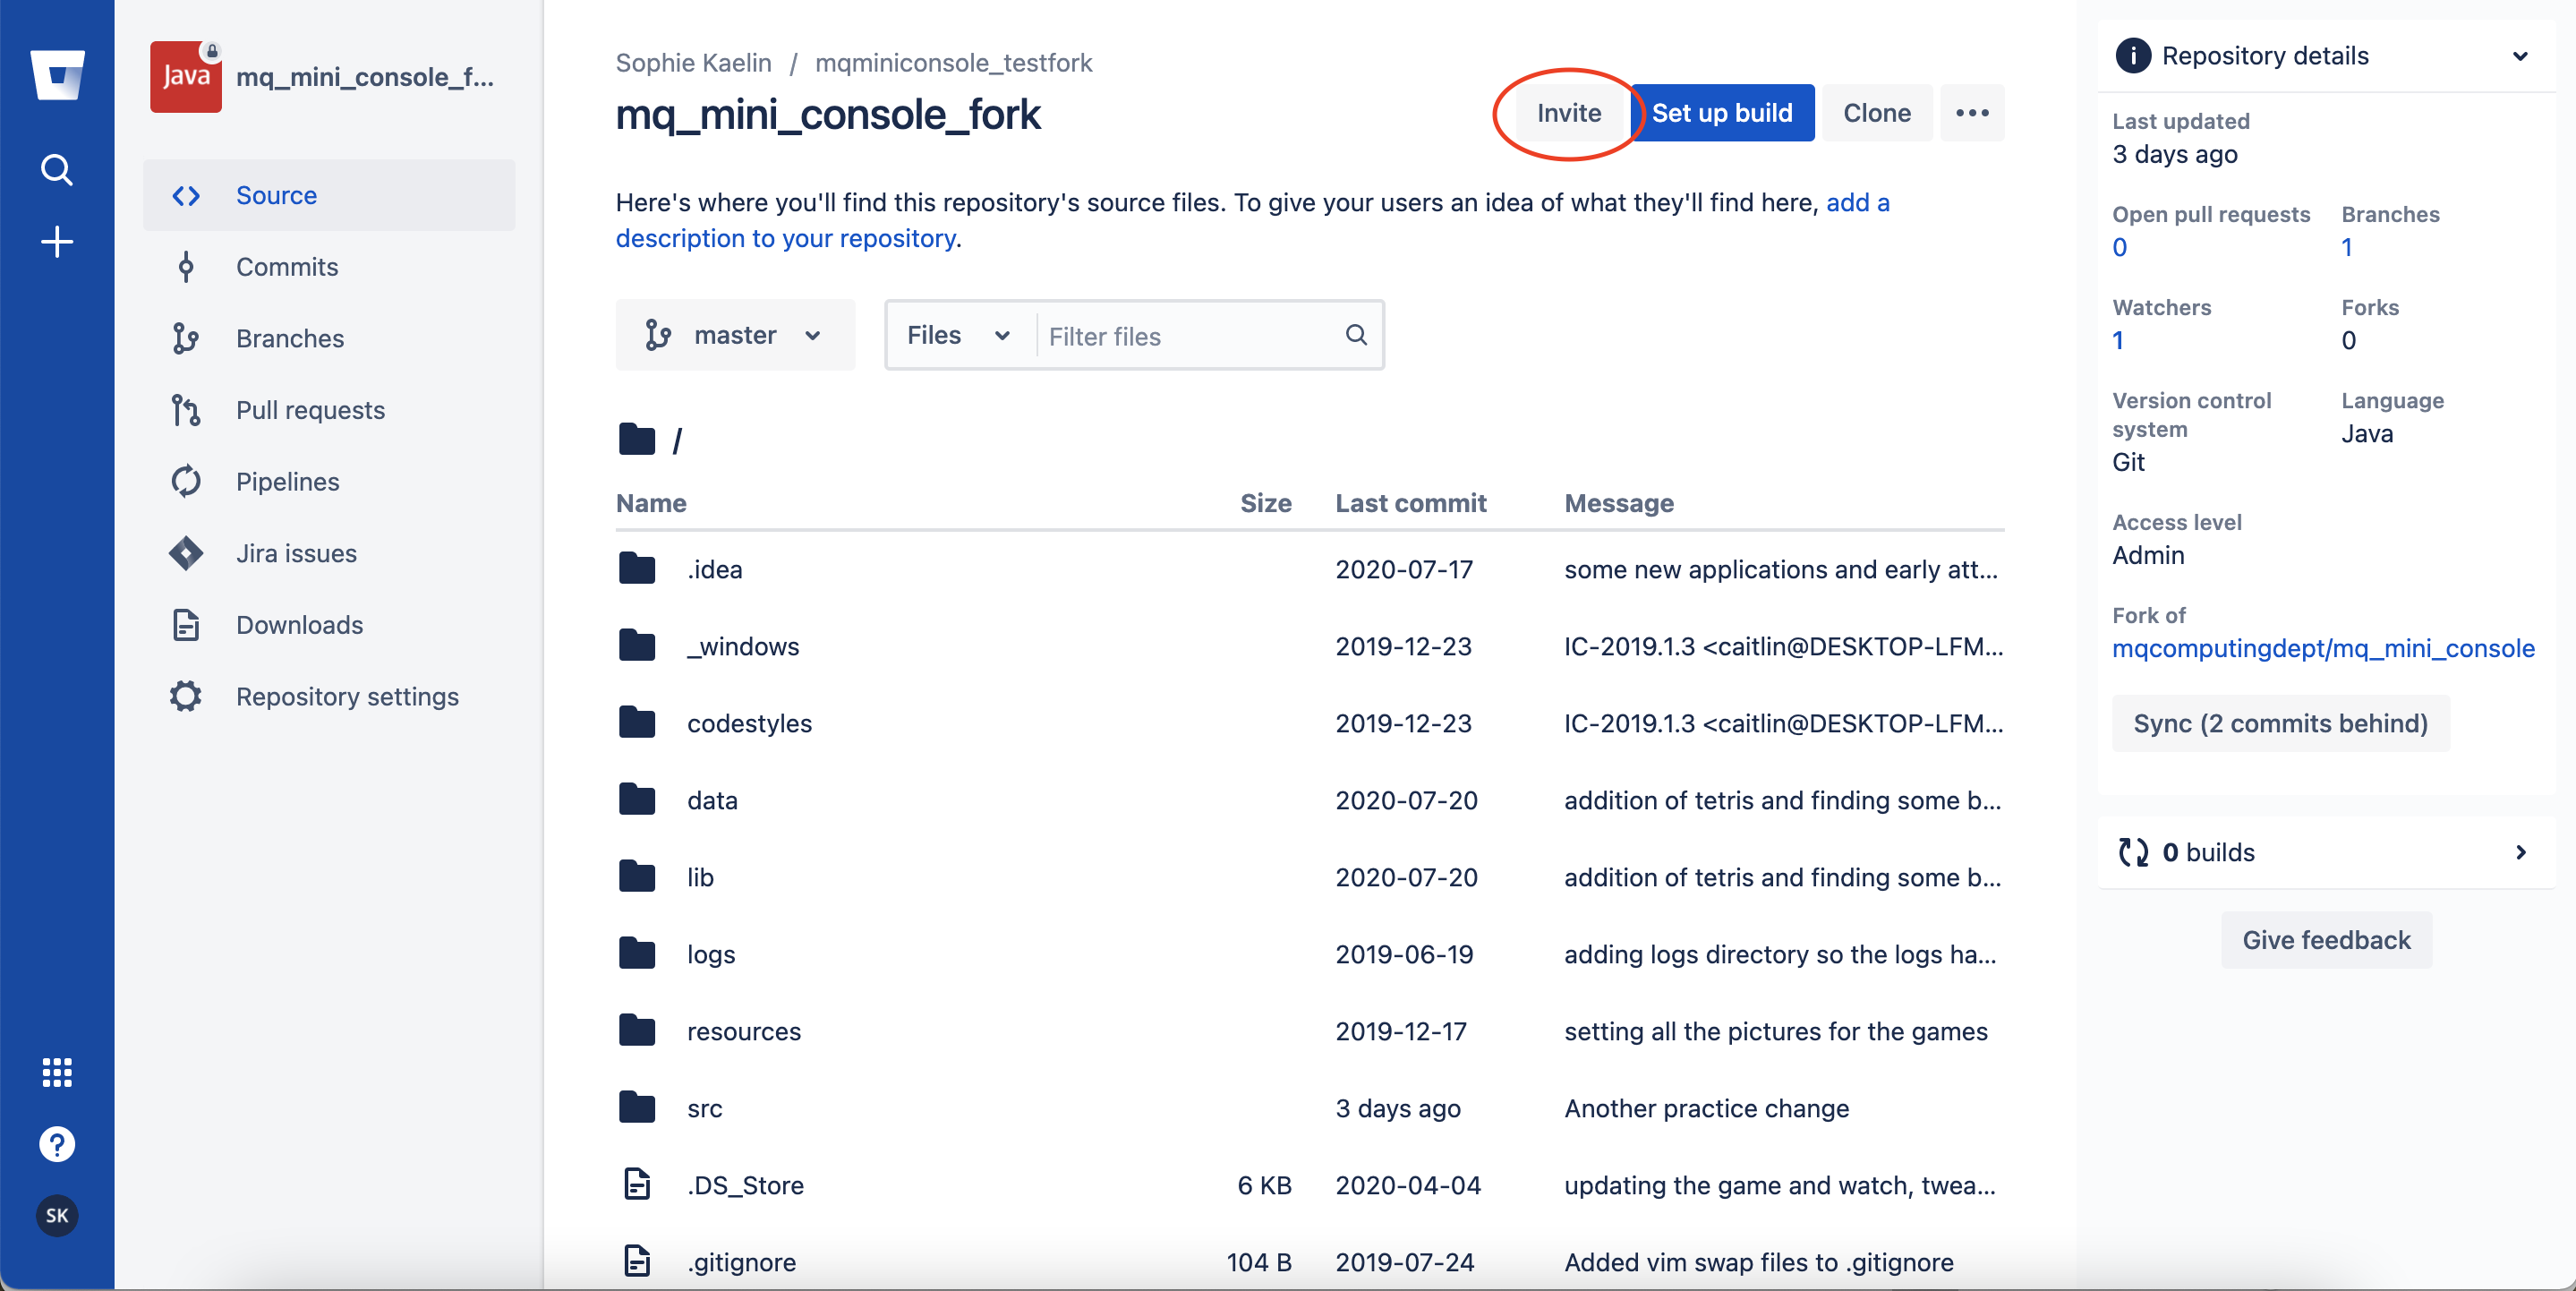 Java
mq_mini_console_f...
Source
Commits
Branches
Pull requests
Pipelines
Jira issues
Downloads
Repository settings
SK
Sophie Kaelin / mqminiconsole_testfork
mq_mini_console_fork
Invite
Set up build
Clone
Here's where you'll find this repository's source files. To give your users an idea of what they'll find here, add a
description to your repository.
master
Files
Filter files
/
Name Size Last commit Message
.idea 2020-07-17 some new applications and early att...
_windows 2019-12-23 IC-2019.1.3 <caitlin@DESKTOP-LFM...
codestyles 2019-12-23 IC-2019.1.3 <caitlin@DESKTOP-LFM...
data 2020-07-20 addition of tetris and finding some b...
lib 2020-07-20 addition of tetris and finding some b...
logs 2019-06-19 adding logs directory so the logs ha...
resources 2019-12-17 setting all the pictures for the games
src 3 days ago Another practice change
.DS_Store 6 KB 2020-04-04 updating the game and watch, twea...
.gitignore 104 B 2019-07-24 Added vim swap files to .gitignore
Repository details
Last updated
3 days ago
Open pull requests Branches
0 1
Watchers Forks
1 0
Version control Language
system Java
Git
Access level
Admin
Fork of
mqcomputingdept/mq_mini_console
Sync (2 commits behind)
0 builds
Give feedback